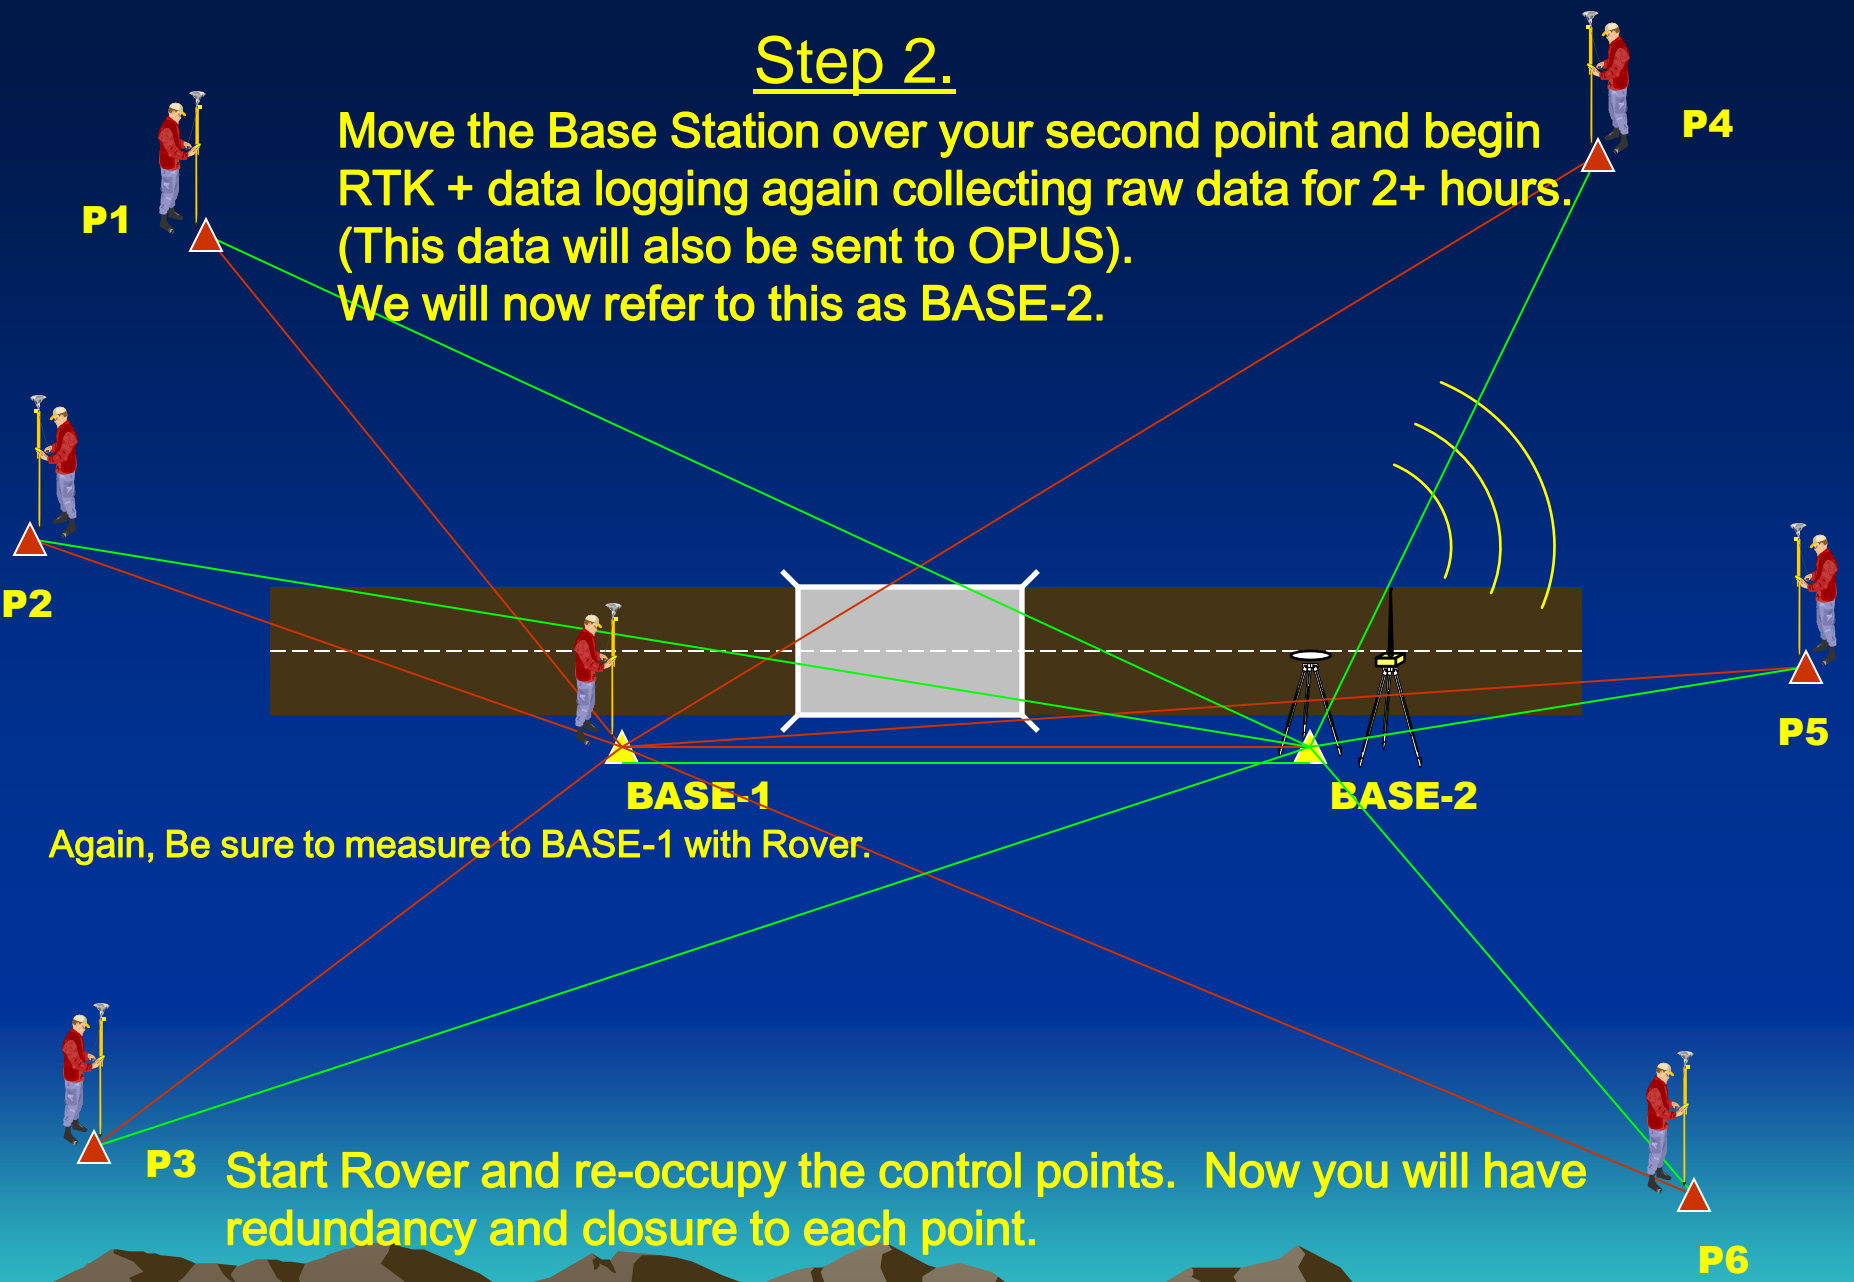 Step 2.
Move the Base Station over your second point and begin
RTK + data logging again collecting raw data for 2+ hours.
(This data will also be sent to OPUS).
We will now refer to this as BASE-2.
P4
P1
P2
P5
BASE-1
BASE-2
Again, Be sure to measure to BASE-1 with Rover.
P3
Start Rover and re-occupy the control points.  Now you will have
redundancy and closure to each point.
P6